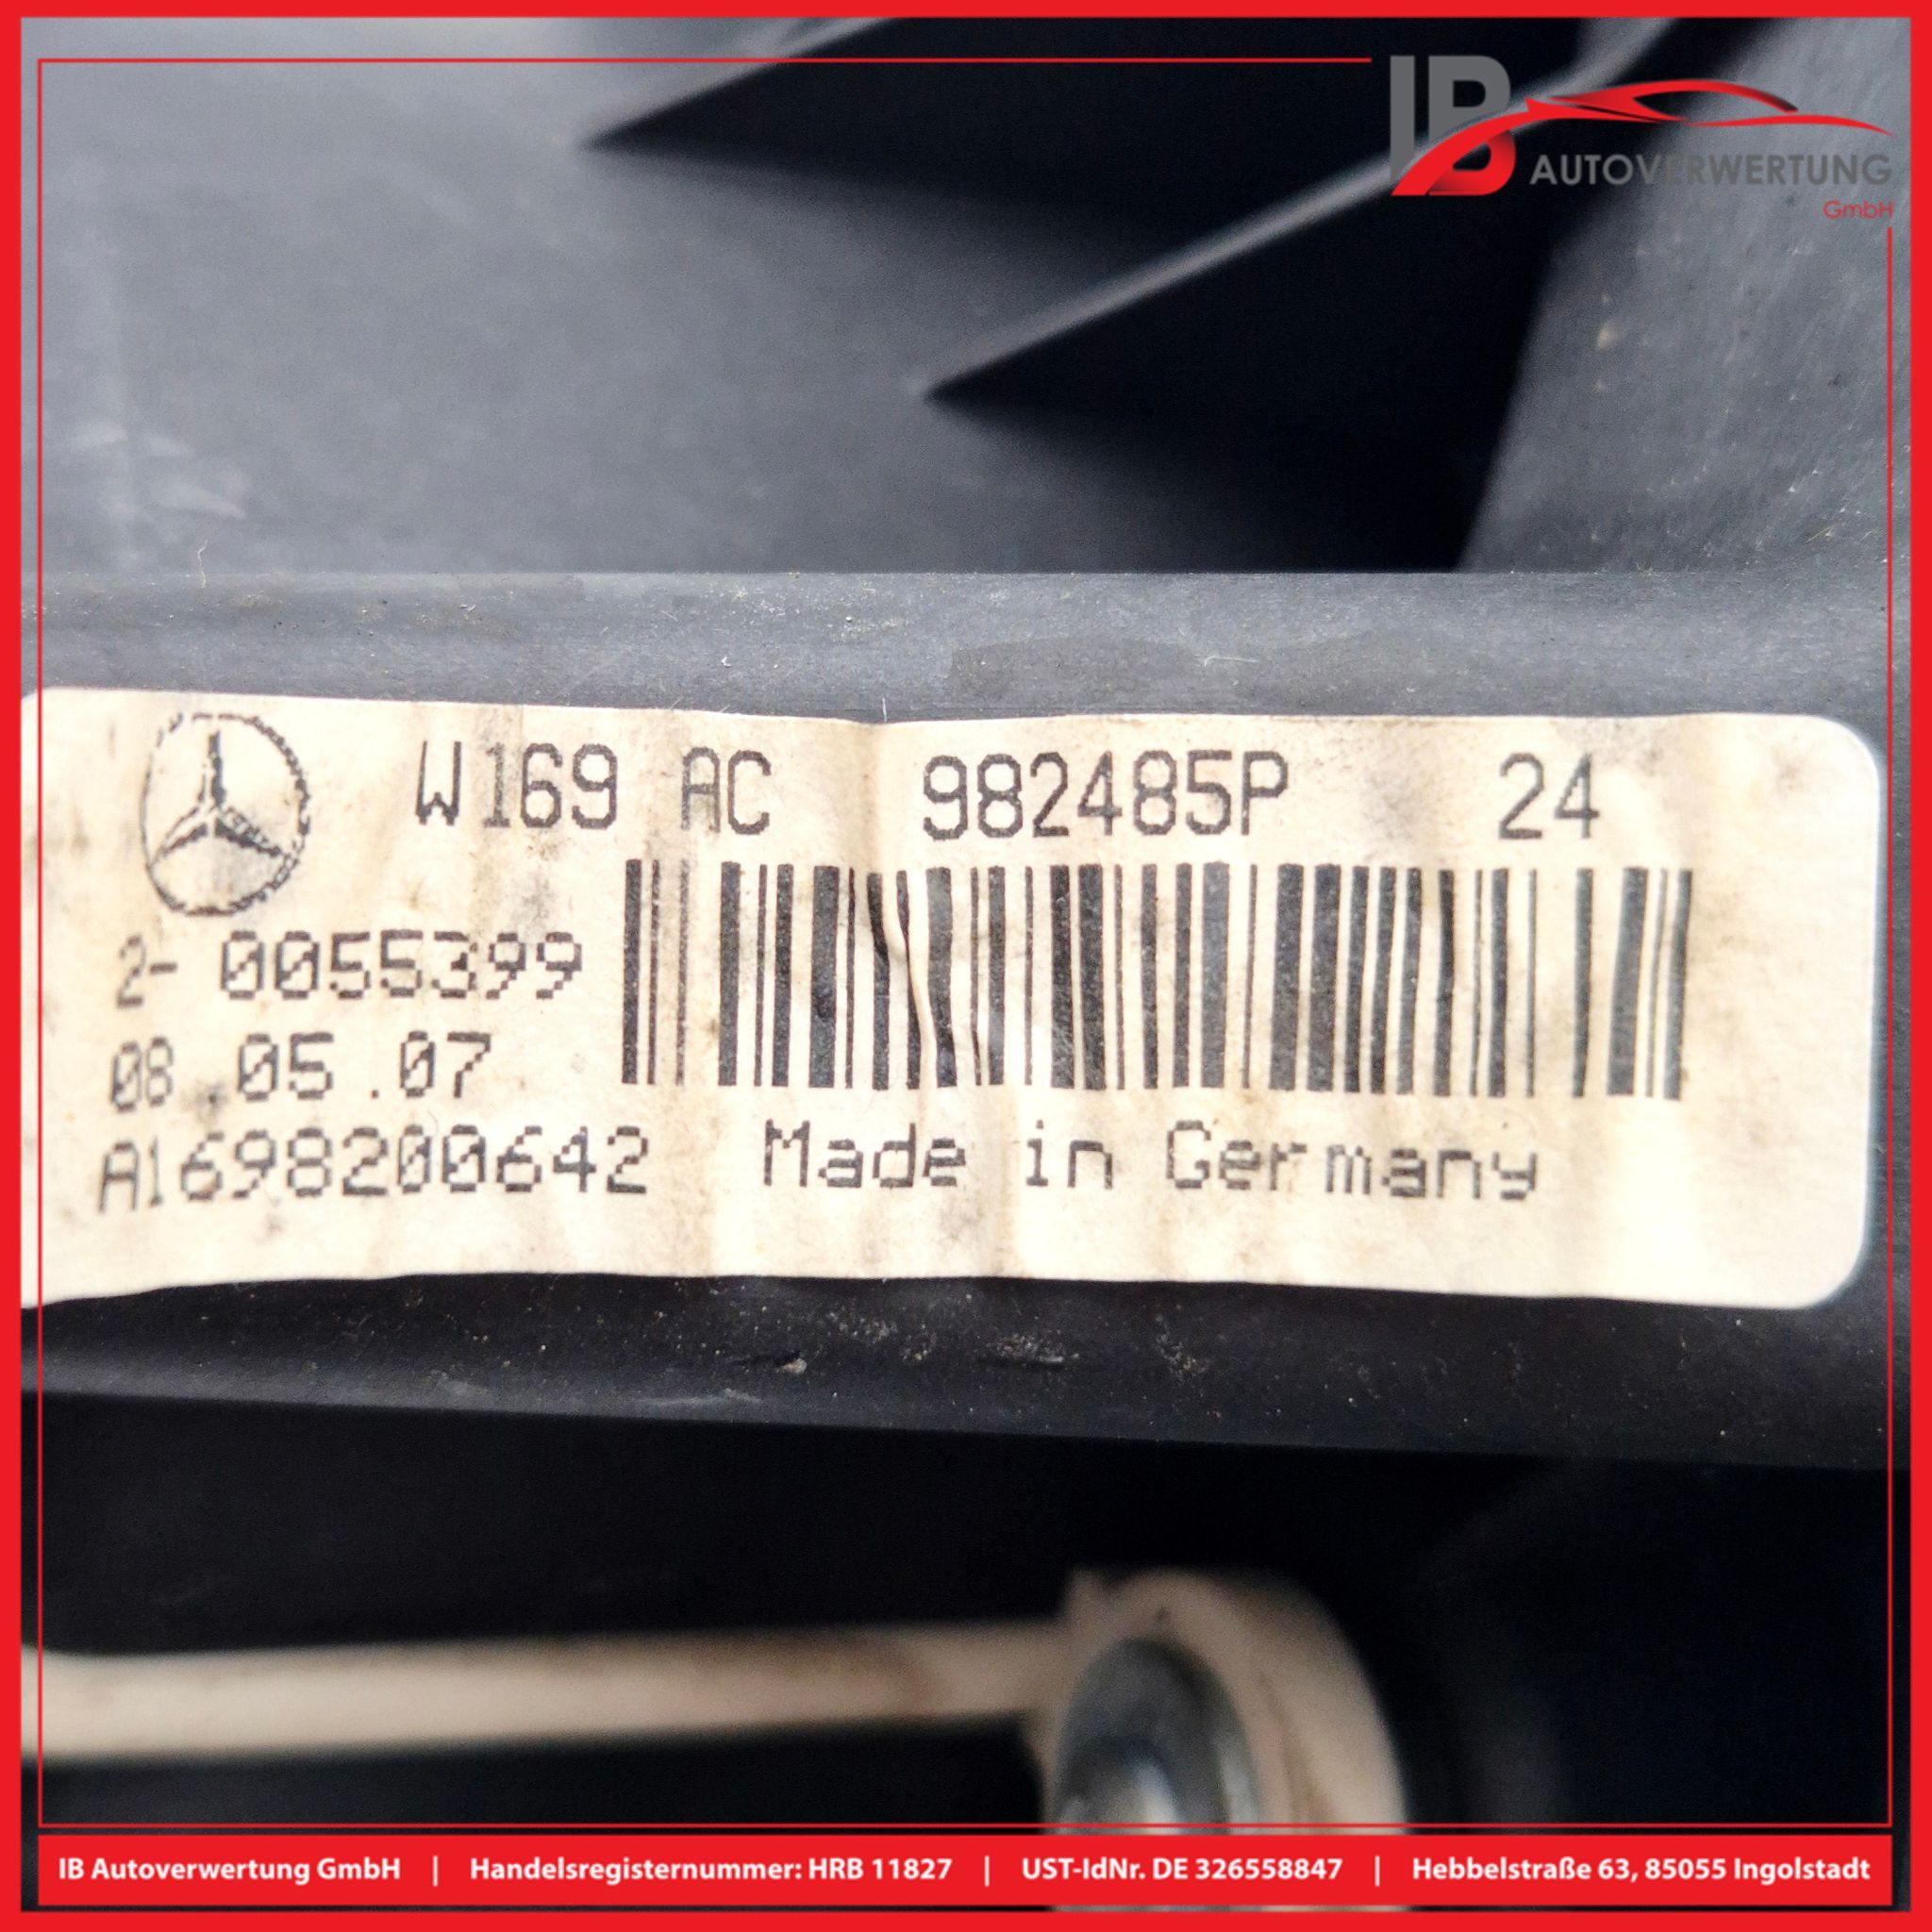 IB
AUTOVERWERTUNG
GmbH
W169 AC 982485P 24
2- 0055399
08 05.07
A1698200642 Made in Germany
IB Autoverwertung GmbH | Handelsregisternummer: HRB 11827 | UST-IdNr. DE 326558847 | Hebbelstraße 63, 85055 Ingolstadt